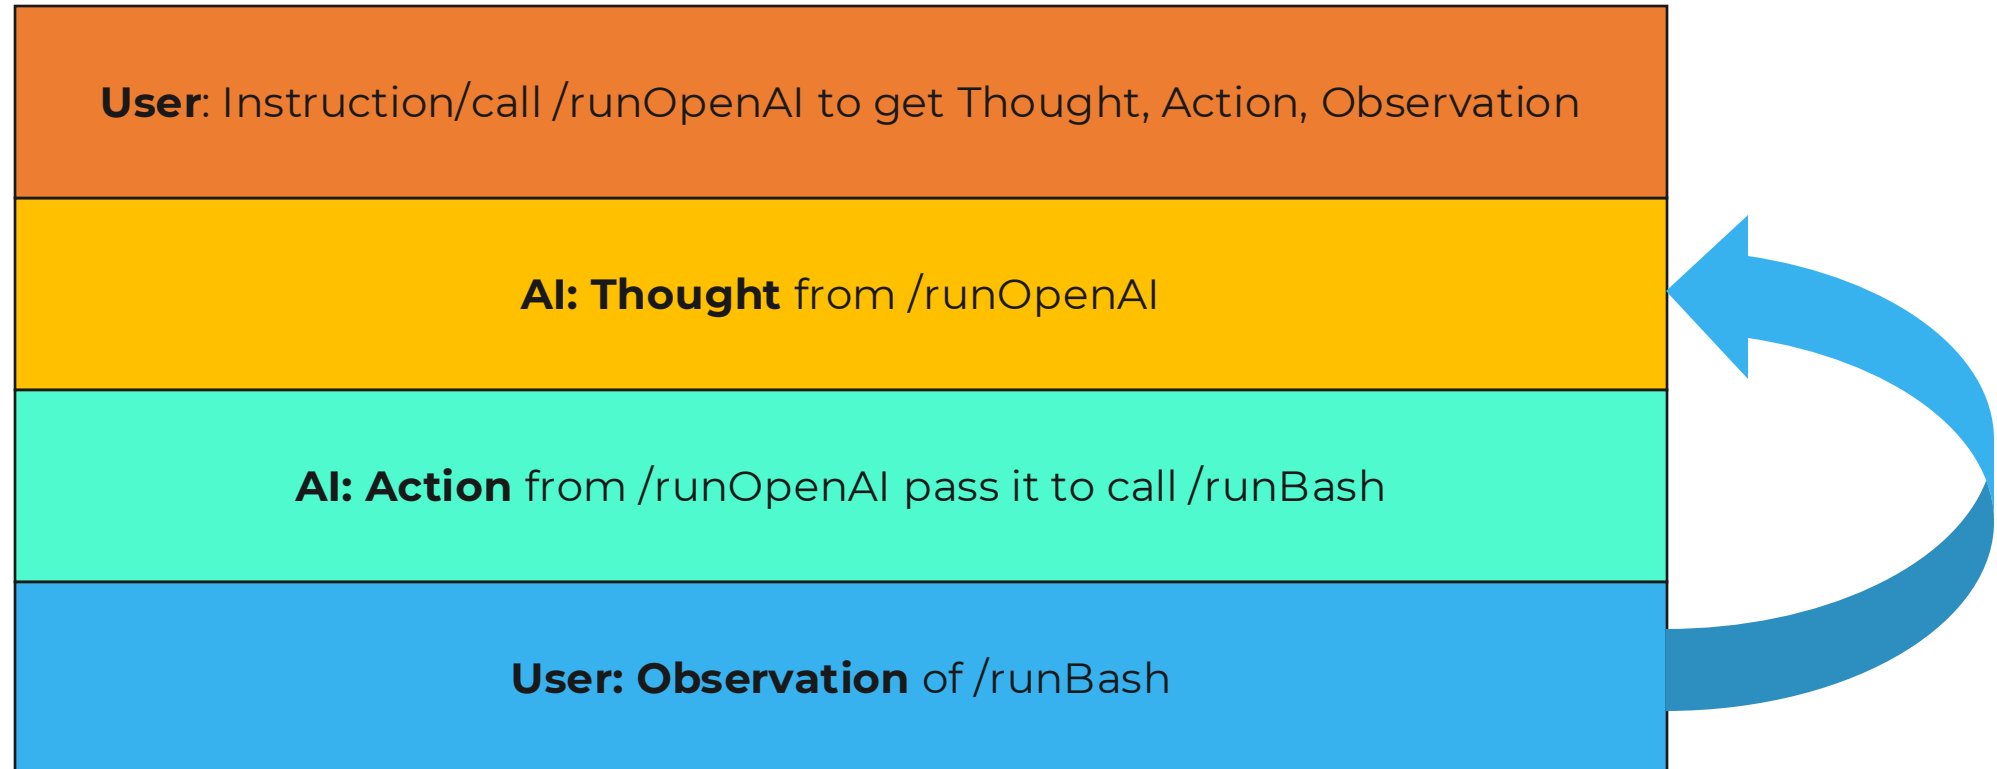 User: Instruction/call /runOpenAI to get Thought, Action, Observation
AI: Thought from /runOpenAI
AI: Action from /runOpenAI pass it to call /runBash
User: Observation of /runBash